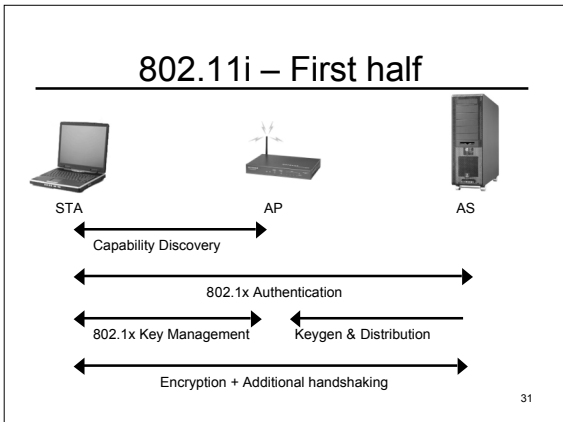 802.11i – First half
STA
AP
AS
Capability Discovery
802.1x Authentication
802.1x Key Management
Keygen & Distribution
Encryption + Additional handshaking
31